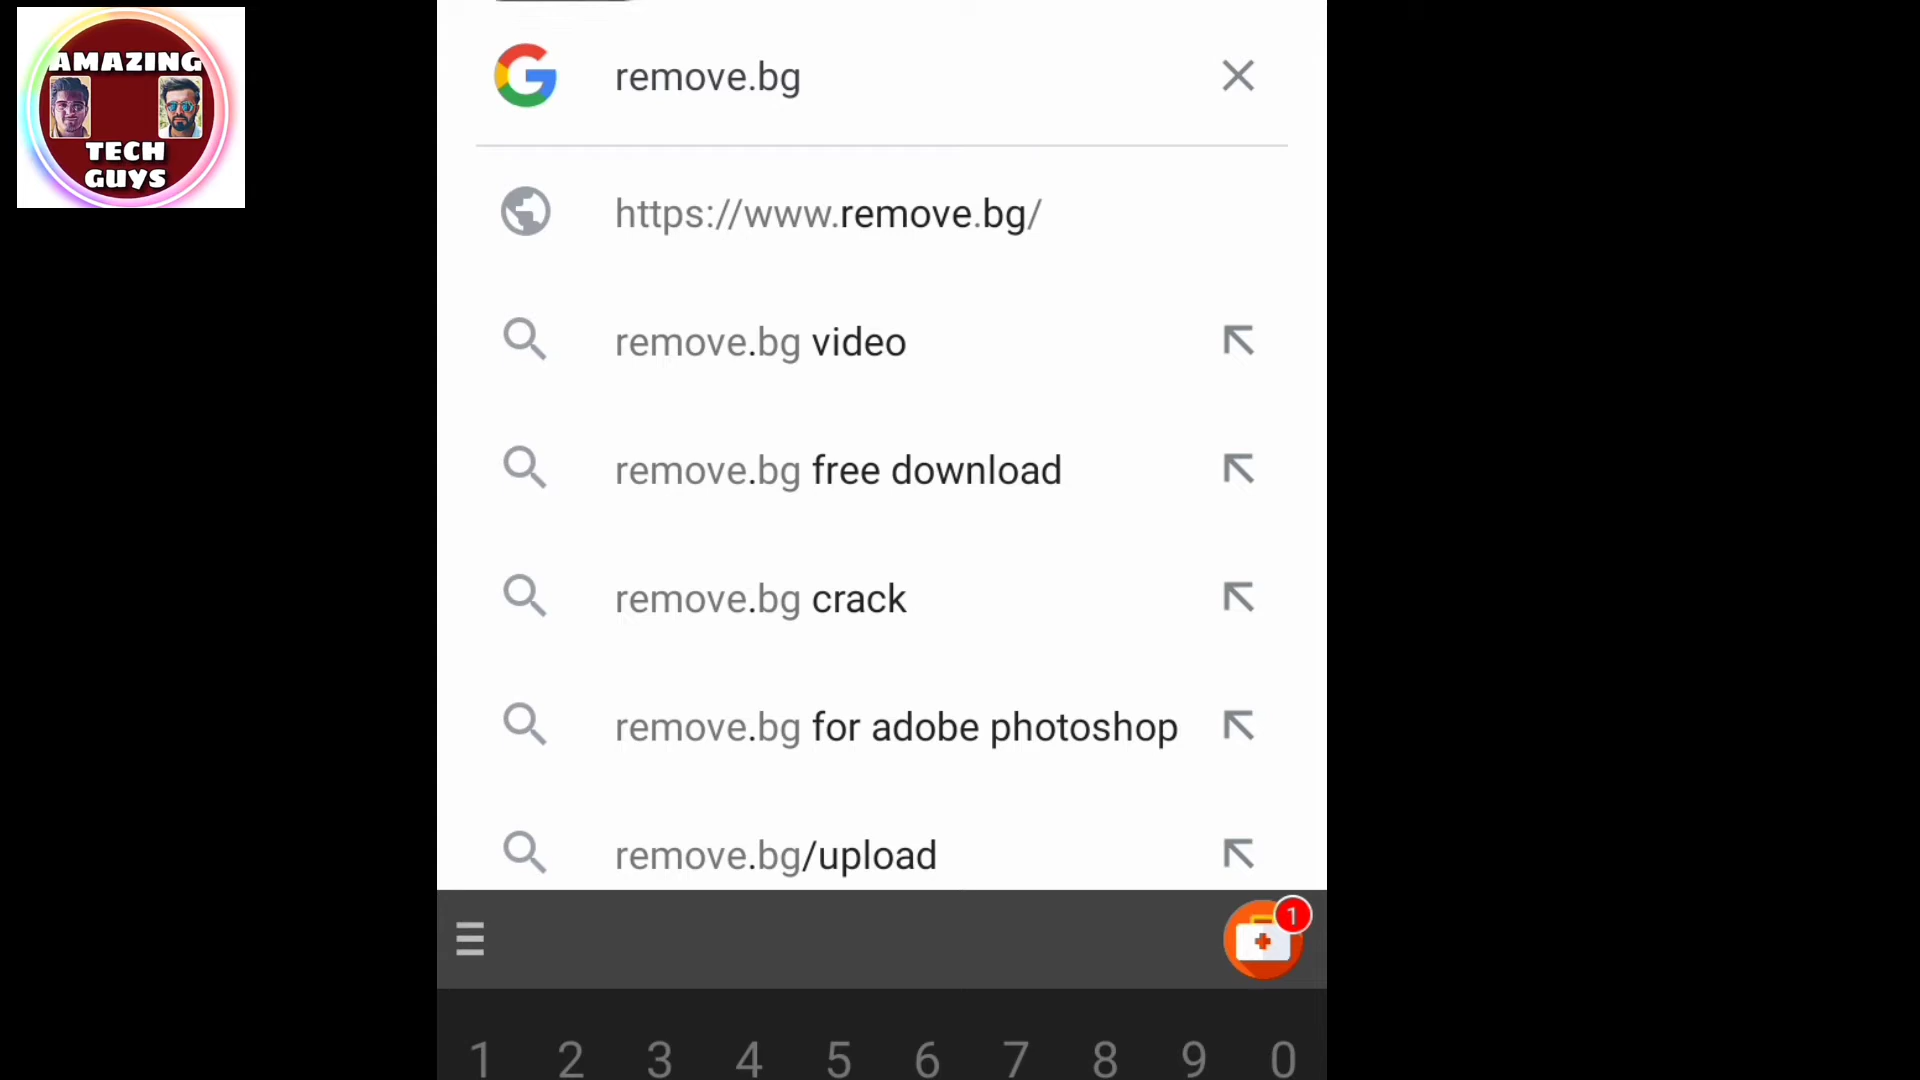 AMAZING
TECH
GUYS
remove.bg
https://www.remove.bg/
remove.bg video
remove.bg free download
remove.bg crack
remove.bg for adobe photoshop
remove.bg/upload
1
1 2 3 4 5 6 7 8 9 0